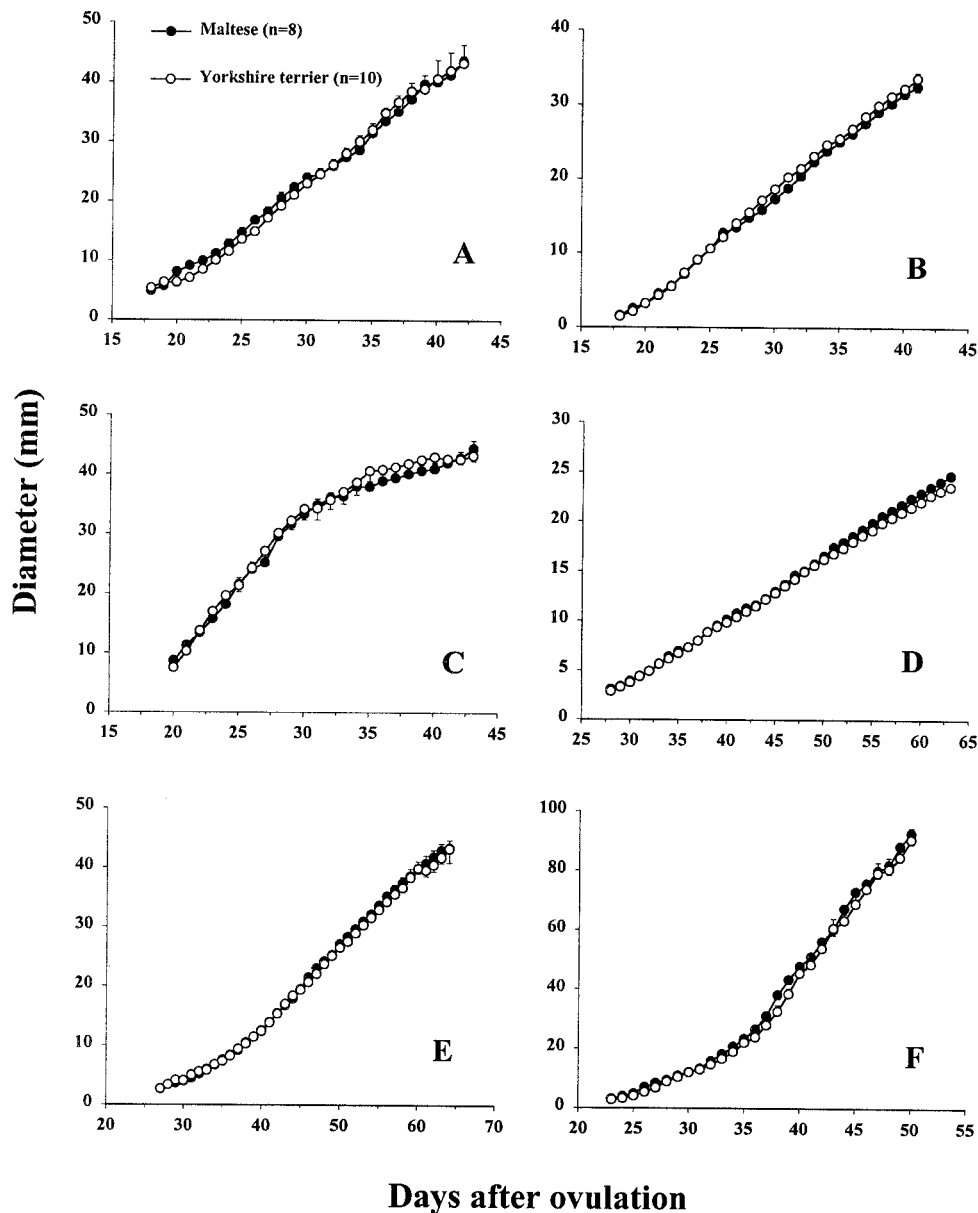 Maltese (n=8)
Yorkshire terrier (n=10)
50
40
30
20
10
0
15 20 25 30 35 40 45
A
40
30
20
10
0
15 20 25 30 35 40 45
B
Diameter (mm)
50
40
30
20
10
0
15 20 25 30 35 40 45
C
30
25
20
15
10
5
0
25 30 35 40 45 50 55 60 65
D
50
40
30
20
10
0
20 30 40 50 60 70
E
100
80
60
40
20
0
20 25 30 35 40 45 50 55
F
Days after ovulation